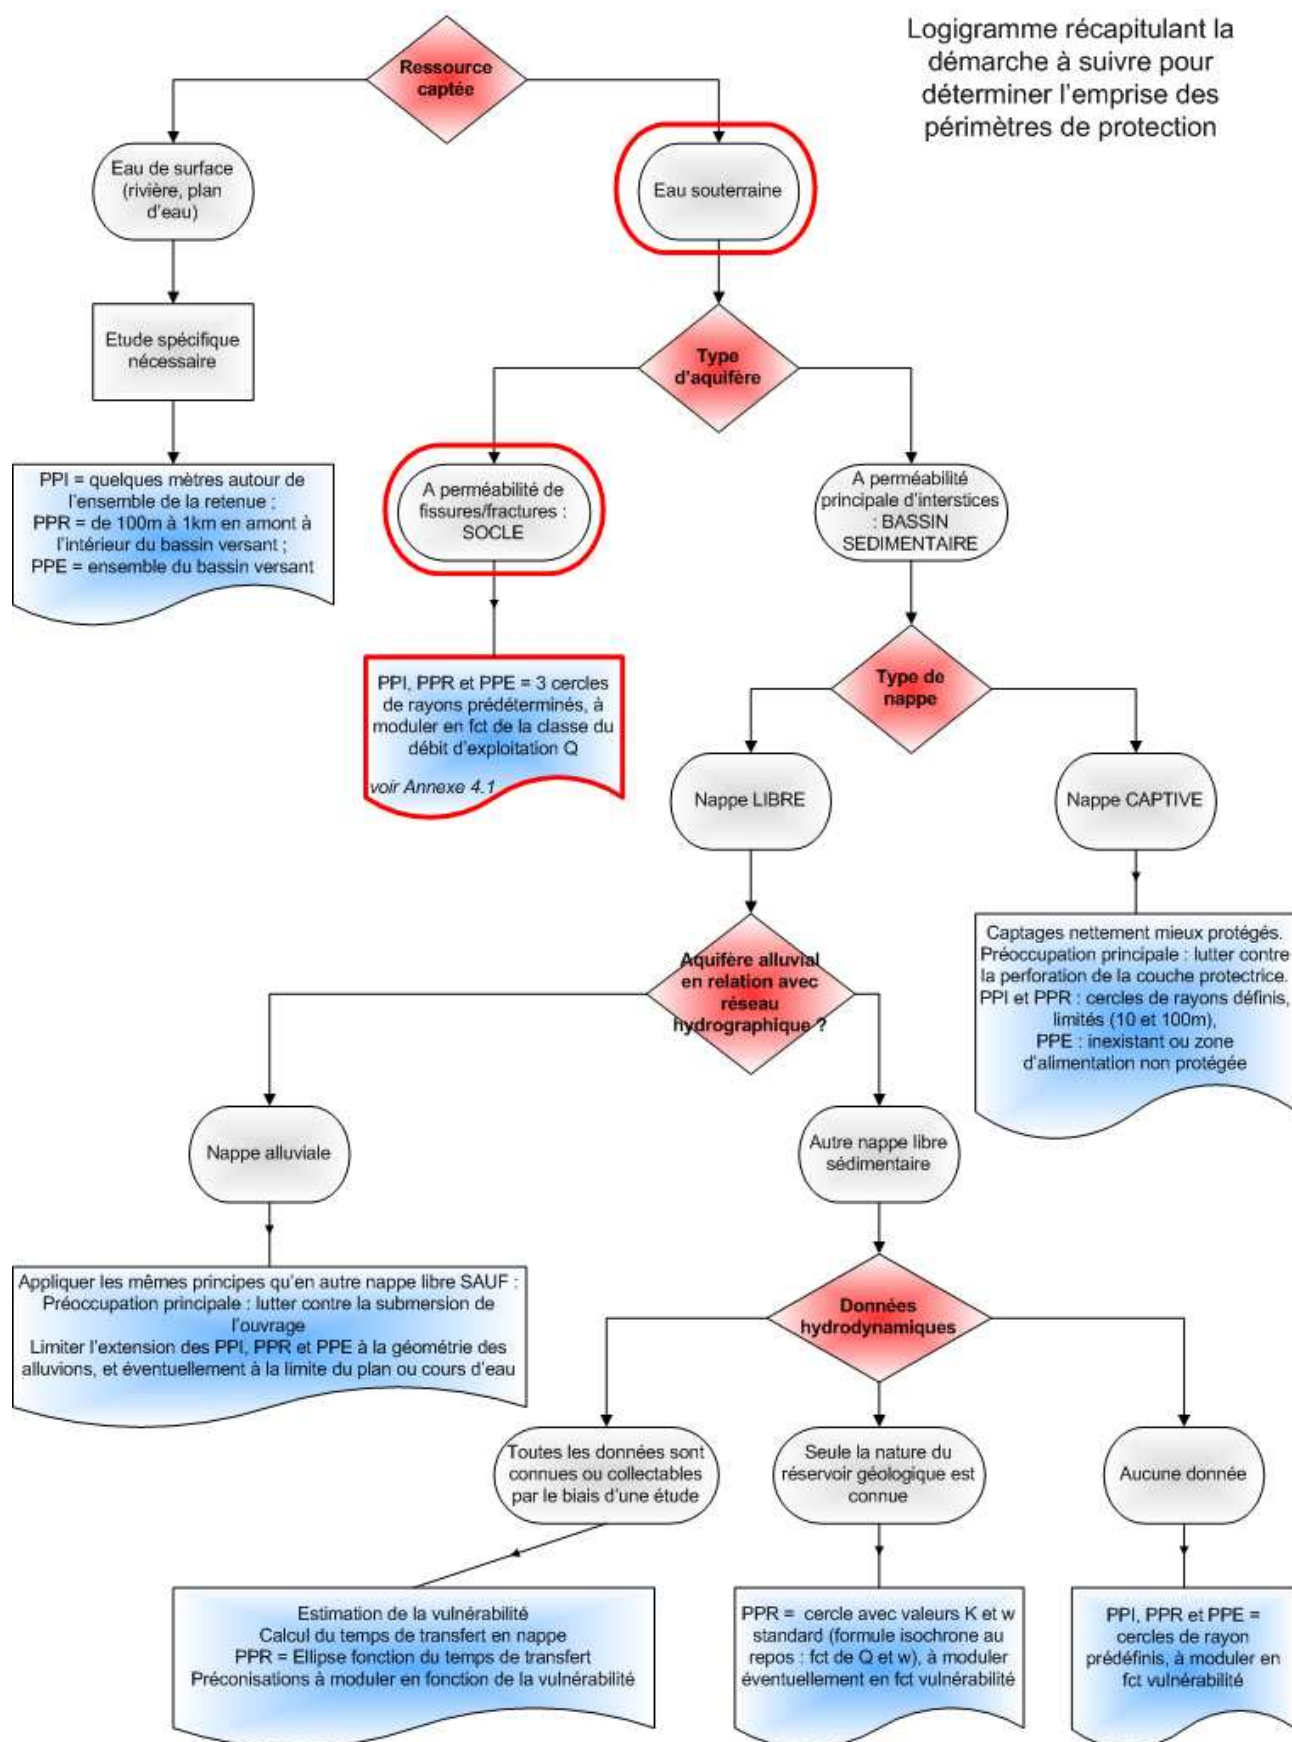 Logigramme récapitulant la
démarche à suivre pour
déterminer l'emprise des
périmètres de protection
Ressource
captée
Eau de surface
(rivière, plan
d'eau)
Eau souterraine
Etude spécifique
nécessaire
Type
d'aquifère
PPI = quelques mètres autour de
l'ensemble de la retenue ;
PPR = de 100m à 1km en amont à
l'intérieur du bassin versant ;
PPE = ensemble du bassin versant
A perméabilité de
fissures/fractures :
SOCLE
A perméabilité
principale d'interstices
: BASSIN
SEDIMENTAIRE
PPI, PPR et PPE = 3 cercles
de rayons prédéterminés, à
moduler en fct de la classe du
débit d'exploitation Q
voir Annexe 4.1
Type de
nappe
Nappe LIBRE
Nappe CAPTIVE
Aquifère alluvial
en relation avec
réseau
hydrographique ?
Captages nettement mieux protégés.
Préoccupation principale : lutter contre
la perforation de la couche protectrice.
PPI et PPR : cercles de rayons définis,
limités (10 et 100m),
PPE : inexistant ou zone
d'alimentation non protégée
Nappe alluviale
Autre nappe libre
sédimentaire
Appliquer les mêmes principes qu'en autre nappe libre SAUF :
Préoccupation principale : lutter contre la submersion de
l'ouvrage
Limiter l'extension des PPI, PPR et PPE à la géométrie des
alluvions, et éventuellement à la limite du plan ou cours d'eau
Données
hydrodynamiques
Toutes les données sont
connues ou collectables
par le biais d'une étude
Seule la nature du
réservoir géologique est
connue
Aucune donnée
Estimation de la vulnérabilité
Calcul du temps de transfert en nappe
PPR = Ellipse fonction du temps de transfert
Préconisations à moduler en fonction de la vulnérabilité
PPR = cercle avec valeurs K et w
standard (formule isochrone au
repos : fct de Q et w), à moduler
éventuellement en fct vulnérabilité
PPI, PPR et PPE =
cercles de rayon
prédéfinis, à moduler en
fct vulnérabilité